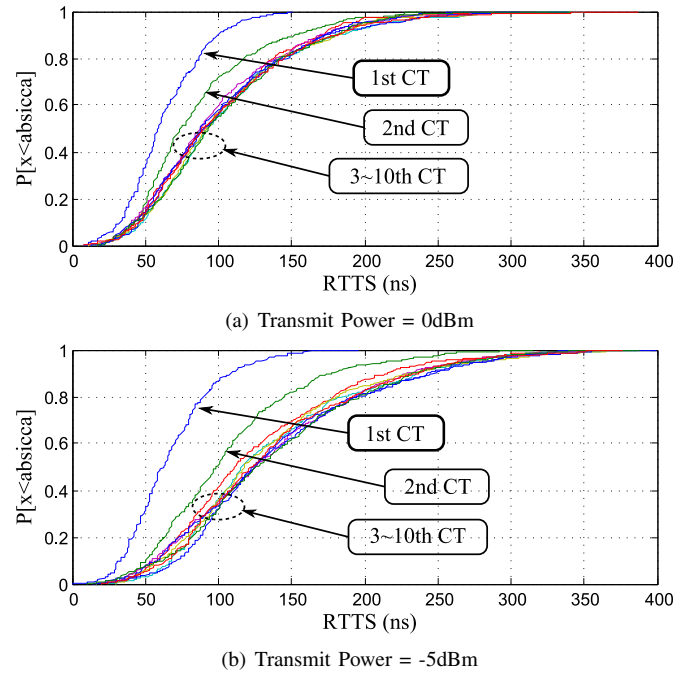 1
0.8
0.6
0.4
0.2
0
P[x<absicca]
1st CT
2nd CT
3~10th CT
0 50 100 150 200 250 300 350 400
RTTS (ns)
(a) Transmit Power = 0dBm
1
0.8
0.6
0.4
0.2
0
P[x<absicca]
1st CT
2nd CT
3~10th CT
0 50 100 150 200 250 300 350 400
RTTS (ns)
(b) Transmit Power = -5dBm